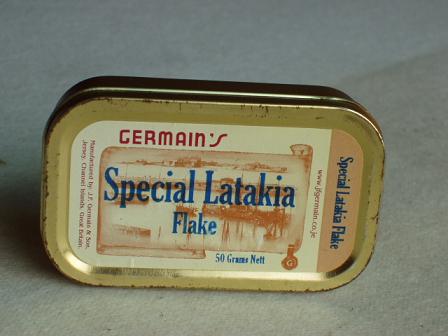 GERMAIN'S
Special Latakia
Flake
50 Grams Nett
Manufactured by: J.F. Germain & Son,
Jersey, Channel Islands, Great Britain.
www.jfgermain.co.je
Special Latakia Flake
G